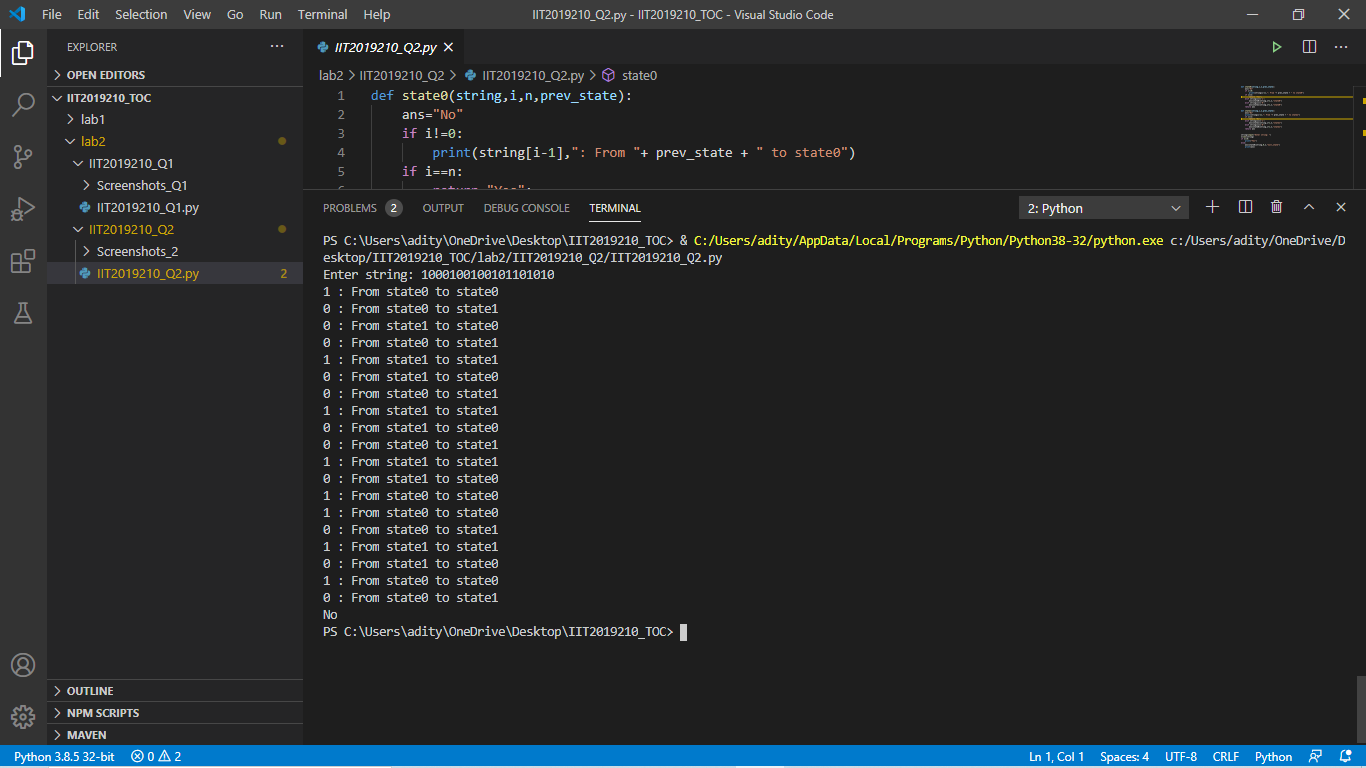 File Edit Selection View Go Run Terminal Help IIT2019210_Q2.py - IIT2019210_TOC - Visual Studio Code
EXPLORER
OPEN EDITORS
IIT2019210_TOC
lab1
lab2
IIT2019210_Q1
Screenshots_Q1
IIT2019210_Q1.py
IIT2019210_Q2
Screenshots_2
IIT2019210_Q2.py 2
OUTLINE
NPM SCRIPTS
MAVEN
IIT2019210_Q2.py
lab2 > IIT2019210_Q2 > IIT2019210_Q2.py > state0
1 def state0(string,i,n,prev_state):
2 ans="No"
3 if i!=0:
4 print(string[i-1],": From "+ prev_state + " to state0")
5 if i==n:
6 return "Yes";
PROBLEMS 2 OUTPUT DEBUG CONSOLE TERMINAL 2: Python
PS C:\Users\adity\OneDrive\Desktop\IIT2019210_TOC> & C:/Users/adity/AppData/Local/Programs/Python/Python38-32/python.exe c:/Users/adity/OneDrive/D
esktop/IIT2019210_TOC/lab2/IIT2019210_Q2/IIT2019210_Q2.py
Enter string: 1000100100101101010
1 : From state0 to state0
0 : From state0 to state1
0 : From state1 to state0
0 : From state0 to state1
1 : From state1 to state1
0 : From state1 to state0
0 : From state0 to state1
1 : From state1 to state1
0 : From state1 to state0
0 : From state0 to state1
1 : From state1 to state1
0 : From state1 to state0
1 : From state0 to state0
1 : From state0 to state0
0 : From state0 to state1
1 : From state1 to state1
0 : From state1 to state0
1 : From state0 to state0
0 : From state0 to state1
No
PS C:\Users\adity\OneDrive\Desktop\IIT2019210_TOC>
Python 3.8.5 32-bit 0 2 Ln 1, Col 1 Spaces: 4 UTF-8 CRLF Python